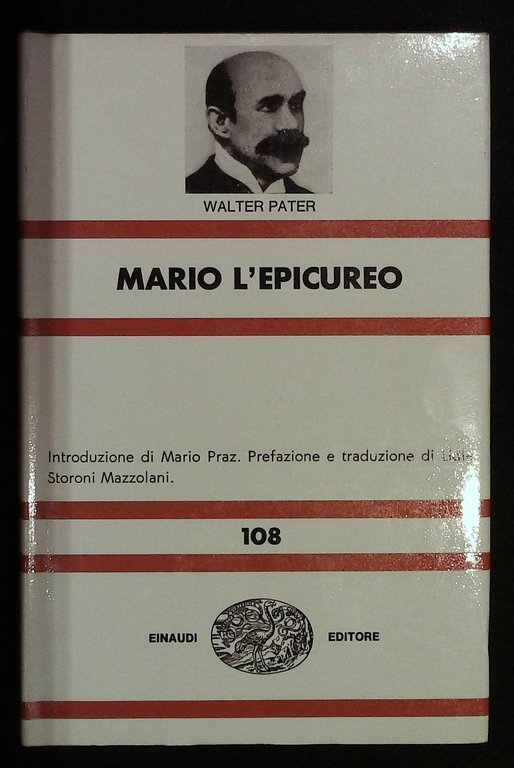 WALTER PATER
MARIO L'EPICUREO
Introduzione di Mario Praz. Prefazione e traduzione di
Storoni Mazzolani.
108
EINAUDI EDITORE